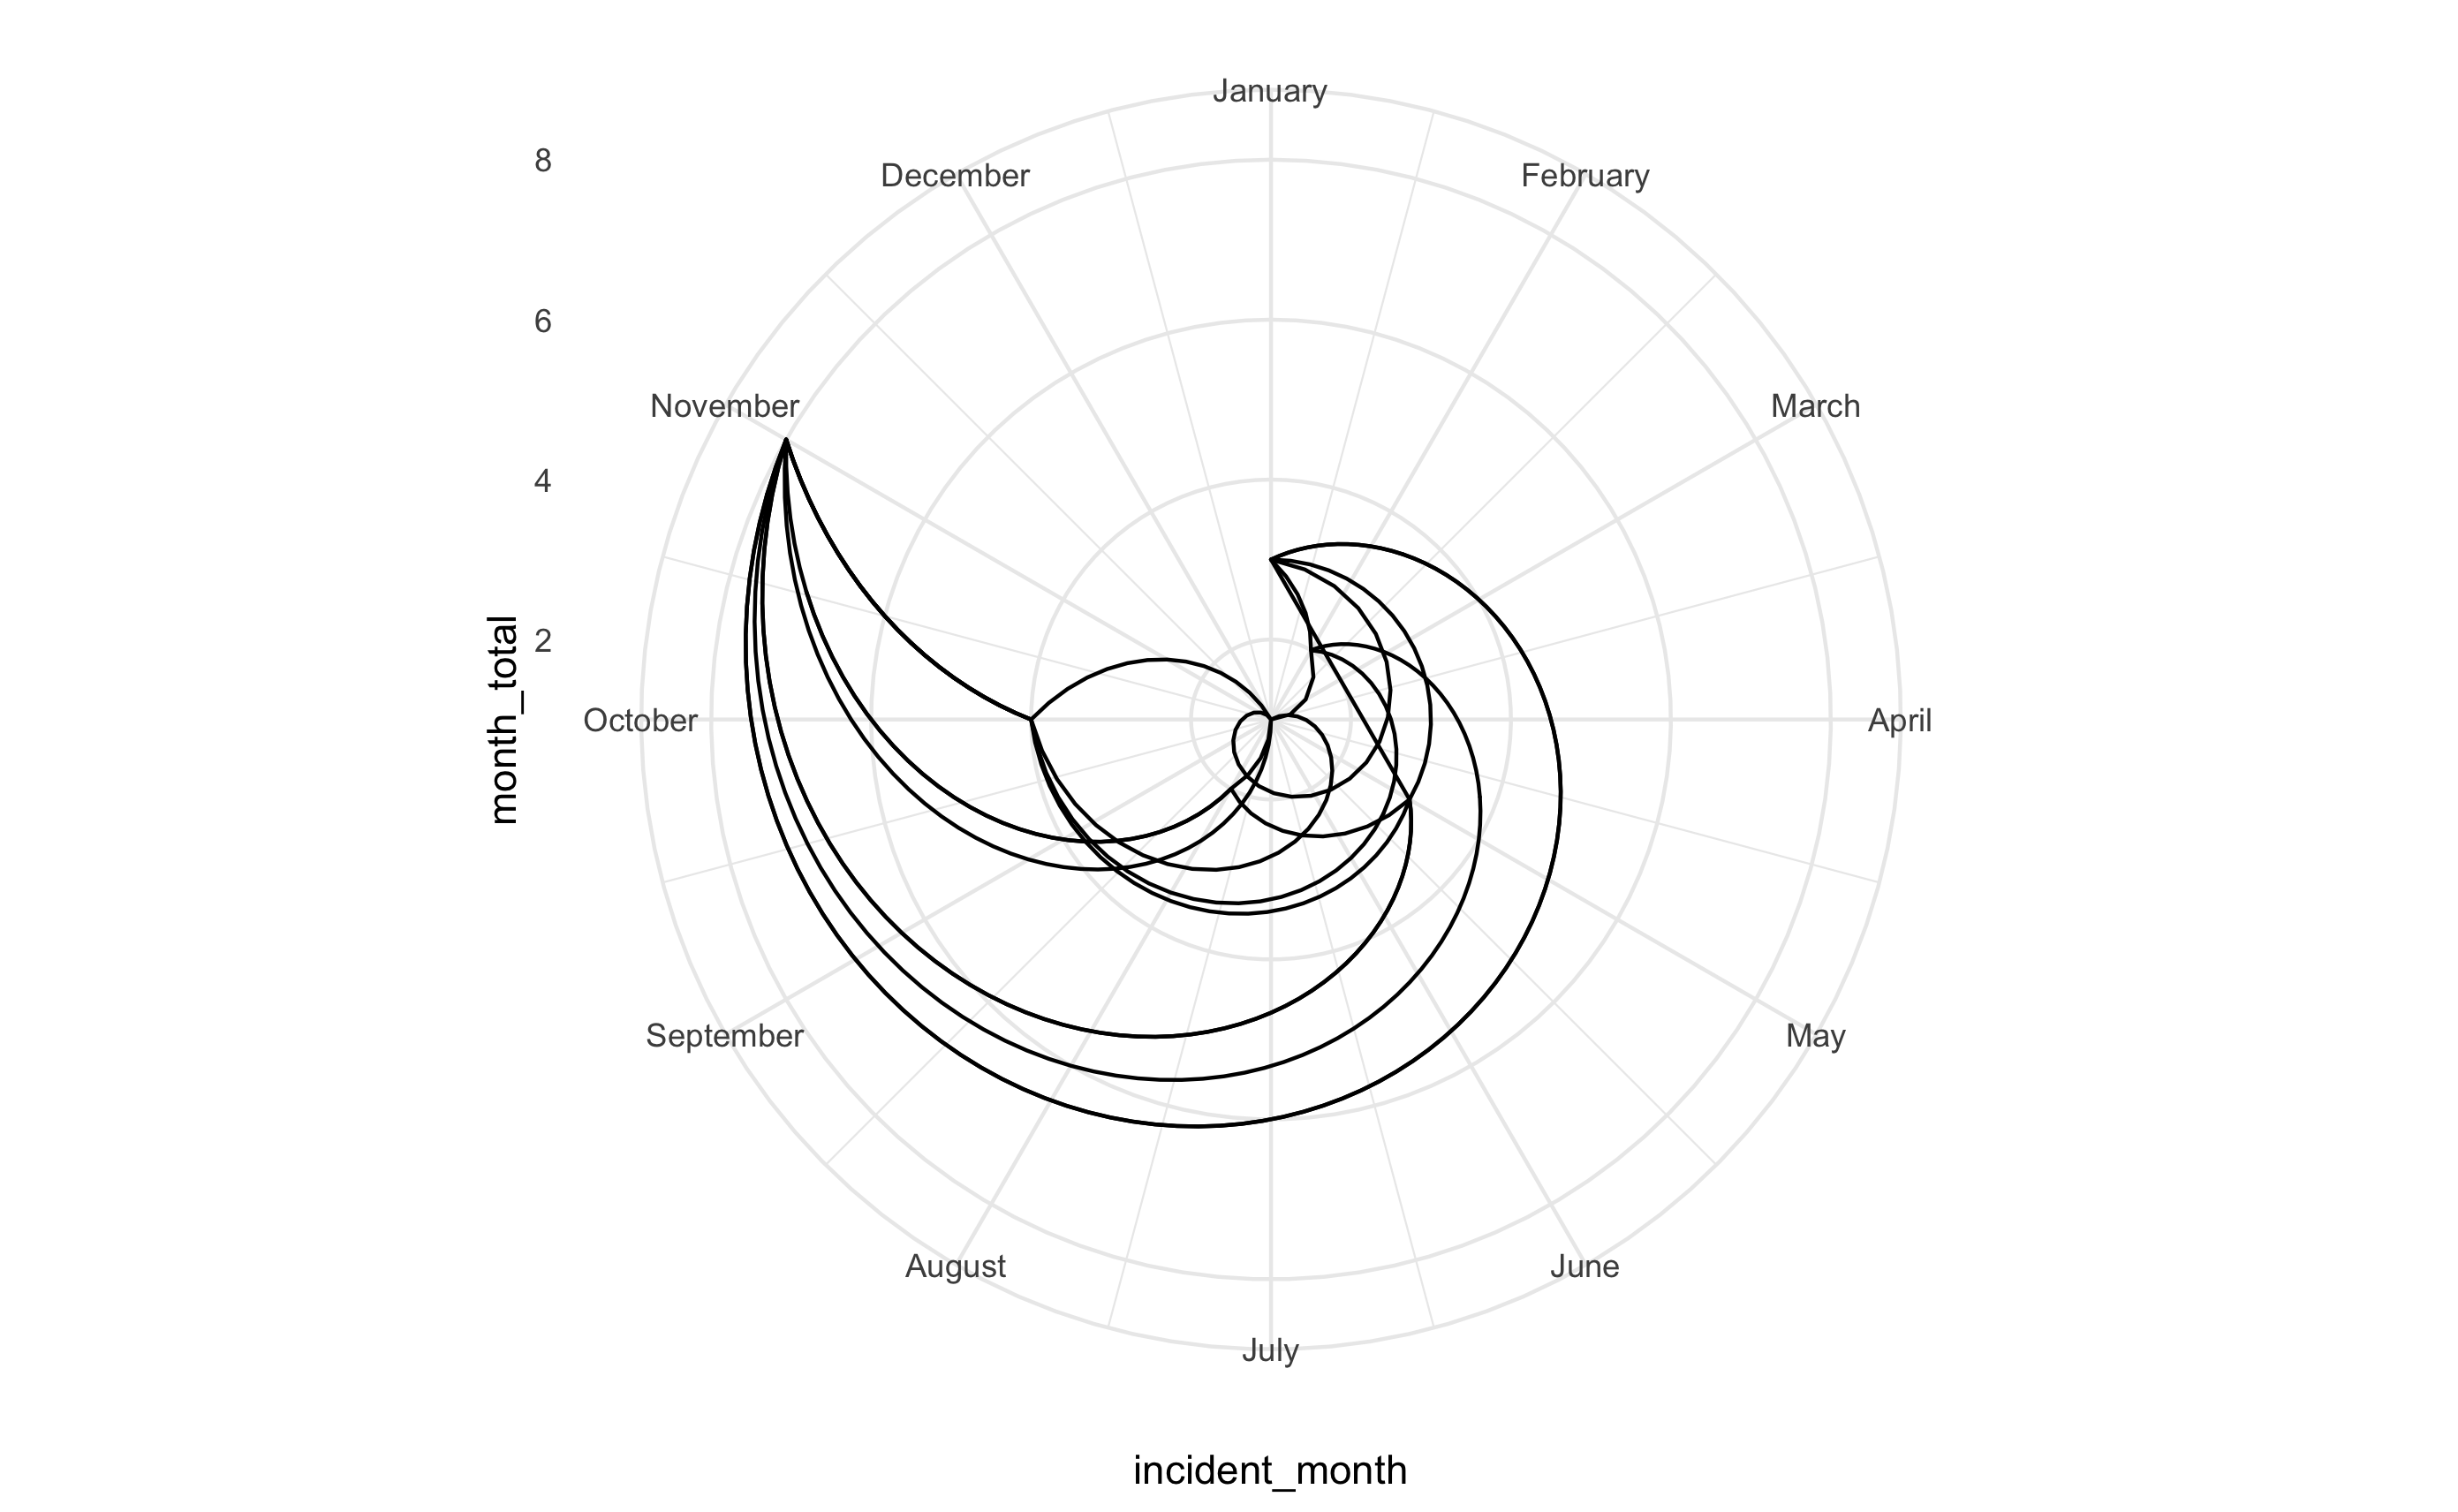 January
December
February
8
6
November
March
4
month_total
2
October
April
September
May
August
June
July
incident_month